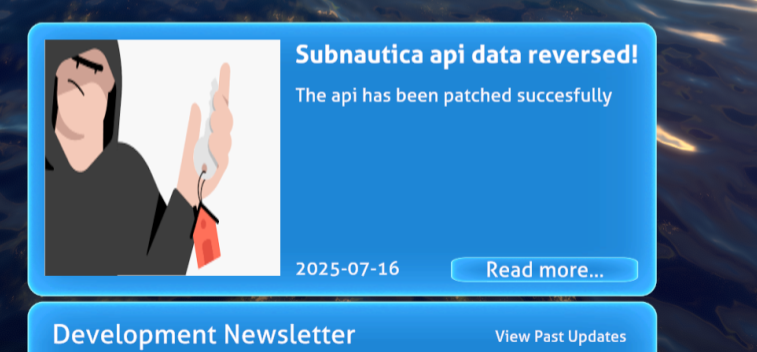 Subnautica api data reversed!
The api has been patched succesfully
2025-07-16
Read more...
Development Newsletter
View Past Updates